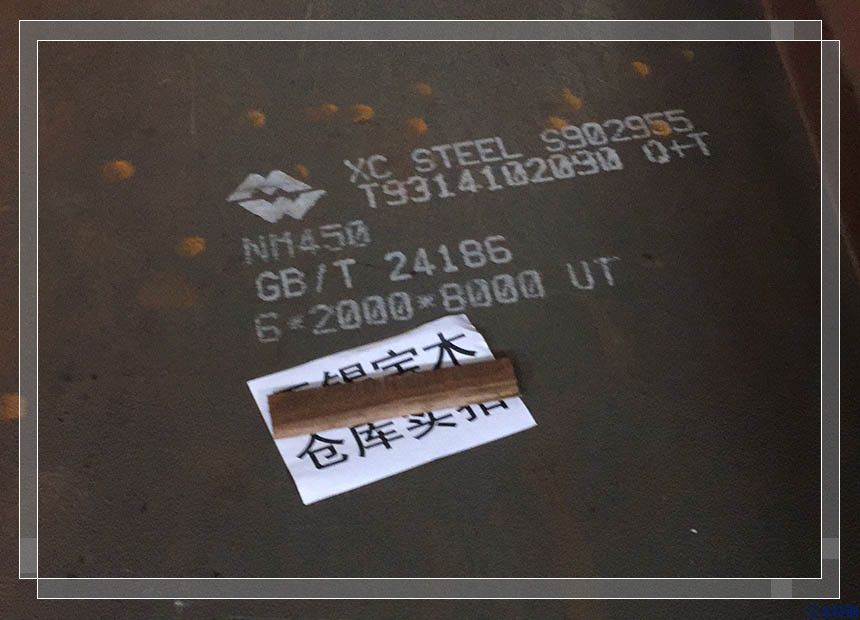 XC STEEL S902955
T9314102090 Q+T
NM450
GB/T 24186
6*2000*8000 UT
仓库实拍